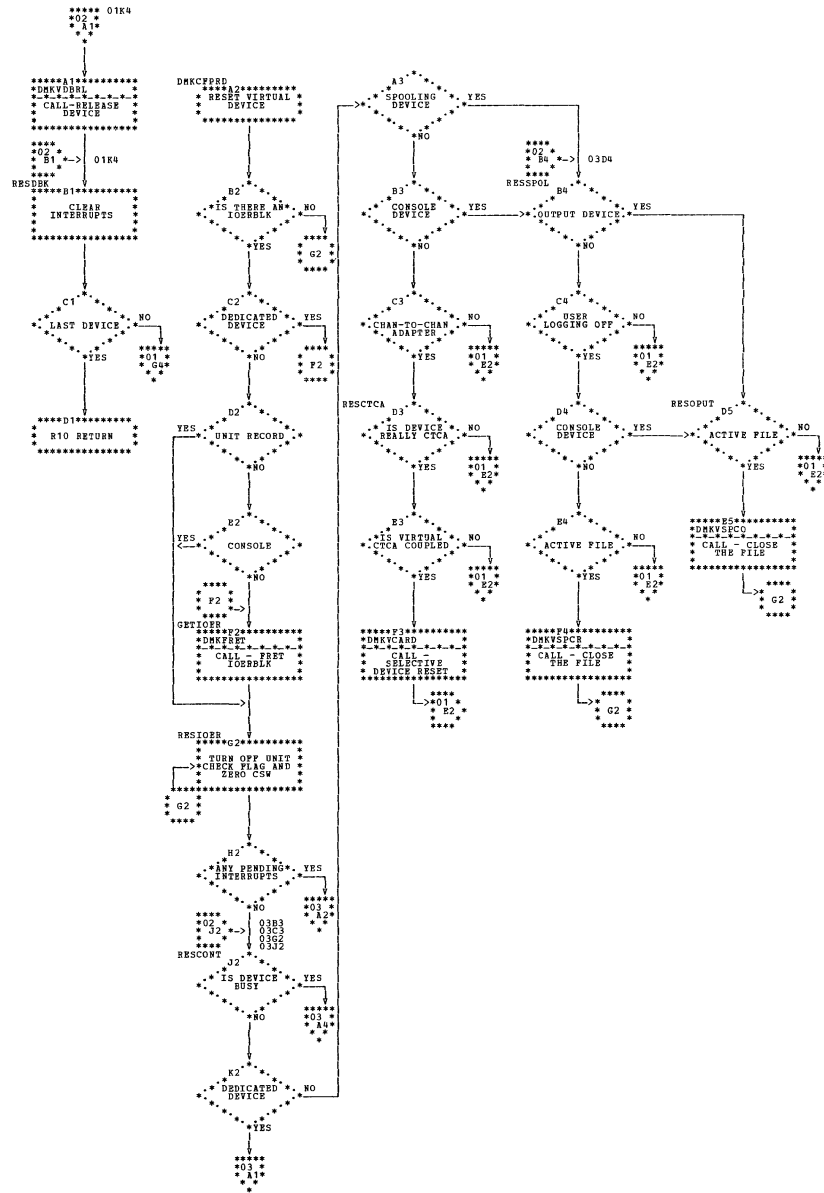 02 A1 01K4
A1
DMKVDBRL
CALL-RELEASE
DEVICE
02 B1 01K4
RESDBK
B1
CLEAR
INTERRUPTS
C1
LAST DEVICE
NO
YES
01 G4
D1
R10 RETURN
DMKCFPRD
A2
RESET VIRTUAL
DEVICE
B2
IS THERE AN
IOERBLK
NO
YES
G2
C2
DEDICATED
DEVICE
YES
NO
F2
D2
YES
UNIT RECORD
NO
E2
YES
CONSOLE
NO
F2
GETIOER
F2
DMKFRET
CALL - FRET
IOERBLK
RESIOER
G2
TURN OFF UNIT
CHECK FLAG AND
ZERO CSW
G2
H2
ANY PENDING
INTERRUPTS
YES
NO
03 A2
02 J2
03B3
03C3
03G2
03J2
RESCONT
J2
IS DEVICE
BUSY
YES
NO
03 A4
K2
DEDICATED
DEVICE
NO
YES
03 A1
A3
SPOOLING
DEVICE
YES
NO
B3
CONSOLE
DEVICE
YES
NO
C3
CHAN-TO-CHAN
ADAPTER
NO
YES
01 E2
RESCTCA
D3
IS DEVICE
REALLY CTCA
NO
YES
01 E2
E3
IS VIRTUAL
CTCA COUPLED
NO
YES
01 E2
F3
DMKVCARD
CALL -
SELECTIVE
DEVICE RESET
01 E2
02 B4 03D4
RESSPOL
B4
OUTPUT DEVICE
YES
NO
C4
USER
LOGGING OFF
NO
YES
01 E2
D4
CONSOLE
DEVICE
YES
NO
E4
ACTIVE FILE
NO
YES
01 E2
F4
DMKVSPCR
CALL - CLOSE
THE FILE
G2
RESOPUT
D5
ACTIVE FILE
NO
YES
01 E2
E5
DMKVSPCO
CALL - CLOSE
THE FILE
G2